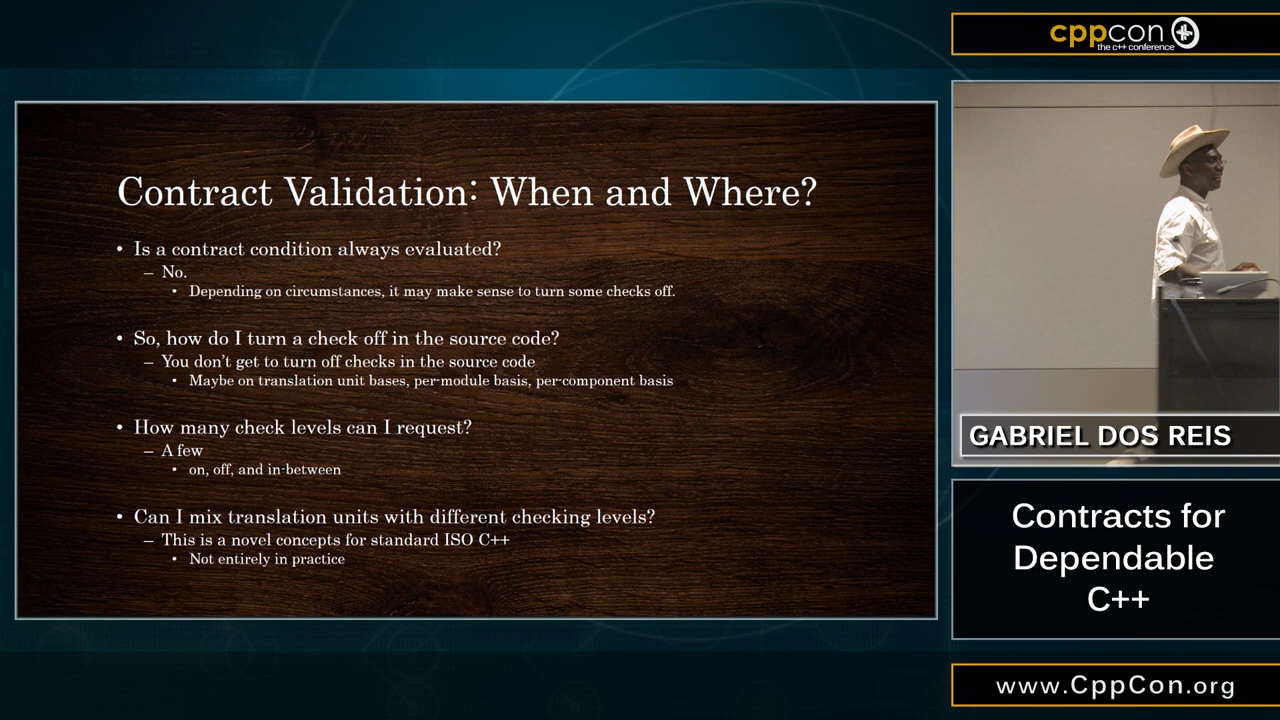 cppcon
the c++ conference
Contract Validation: When and Where?
• Is a contract condition always evaluated?
– No.
• Depending on circumstances, it may make sense to turn some checks off.
• So, how do I turn a check off in the source code?
– You don't get to turn off checks in the source code
• Maybe on translation unit bases, per-module basis, per-component basis
• How many check levels can I request?
– A few
• on, off, and in-between
• Can I mix translation units with different checking levels?
– This is a novel concepts for standard ISO C++
• Not entirely in practice
GABRIEL DOS REIS
Contracts for
Dependable
C++
www.CppCon.org